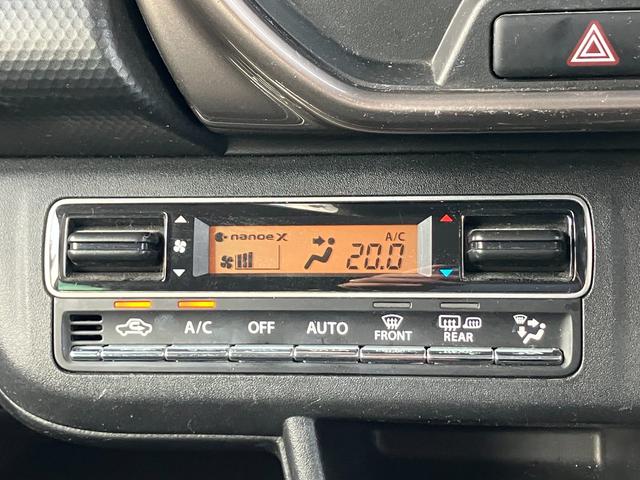 nanoe X
A/C
20.0
A/C OFF AUTO FRONT REAR